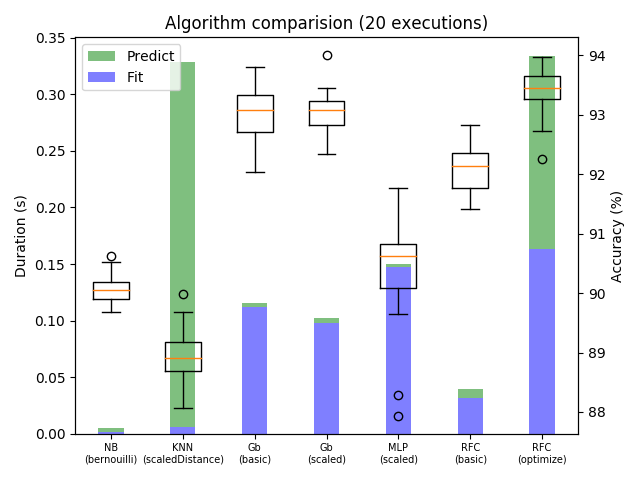 Algorithm comparision (20 executions)
Predict
Fit
Duration (s)
0.35
0.30
0.25
0.20
0.15
0.10
0.05
0.00
Accuracy (%)
94
93
92
91
90
89
88
NB
(bernouilli)
KNN
(scaledDistance)
Gb
(basic)
Gb
(scaled)
MLP
(scaled)
RFC
(basic)
RFC
(optimize)